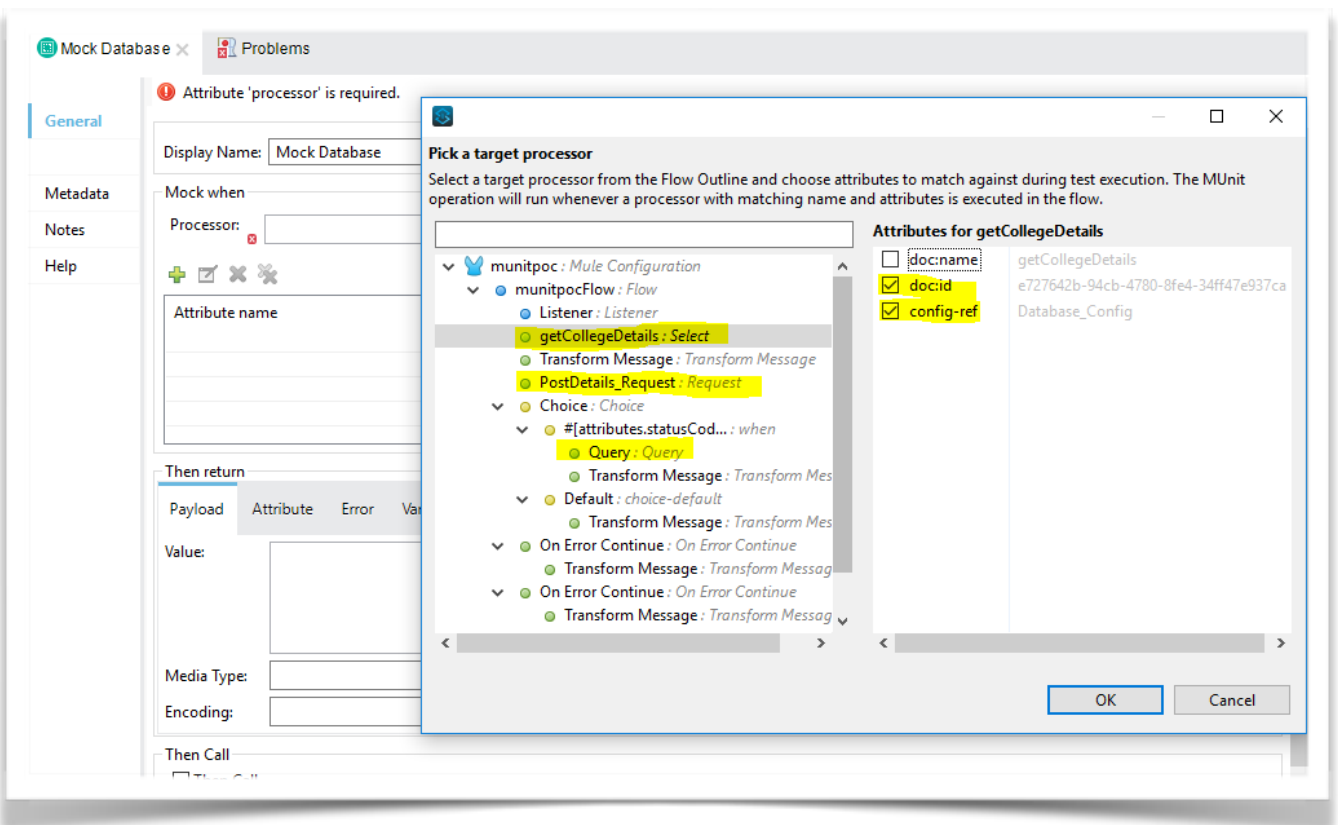 Mock Database
Problems
Attribute 'processor' is required.
General
Metadata
Notes
Help
Display Name: Mock Database
Mock when
Processor:
Attribute name
Then return
Payload Attribute Error
Value:
Media Type:
Encoding:
Then Call
Pick a target processor
Select a target processor from the Flow Outline and choose attributes to match against during test execution. The MUnit
operation will run whenever a processor with matching name and attributes is executed in the flow.
munitpoc : Mule Configuration
munitpocFlow : Flow
Listener : Listener
getCollegeDetails : Select
Transform Message : Transform Message
PostDetails_Request : Request
Choice : Choice
#[attributes.statusCod... : when
Query : Query
Transform Message : Transform Mes
Default : choice-default
Transform Message : Transform Mes
On Error Continue : On Error Continue
Transform Message : Transform Messag
On Error Continue : On Error Continue
Transform Message : Transform Messag
Attributes for getCollegeDetails
doc:name getCollegeDetails
doc:id e727642b-94cb-4780-8fe4-34ff47e937ca
config-ref Database_Config
OK
Cancel